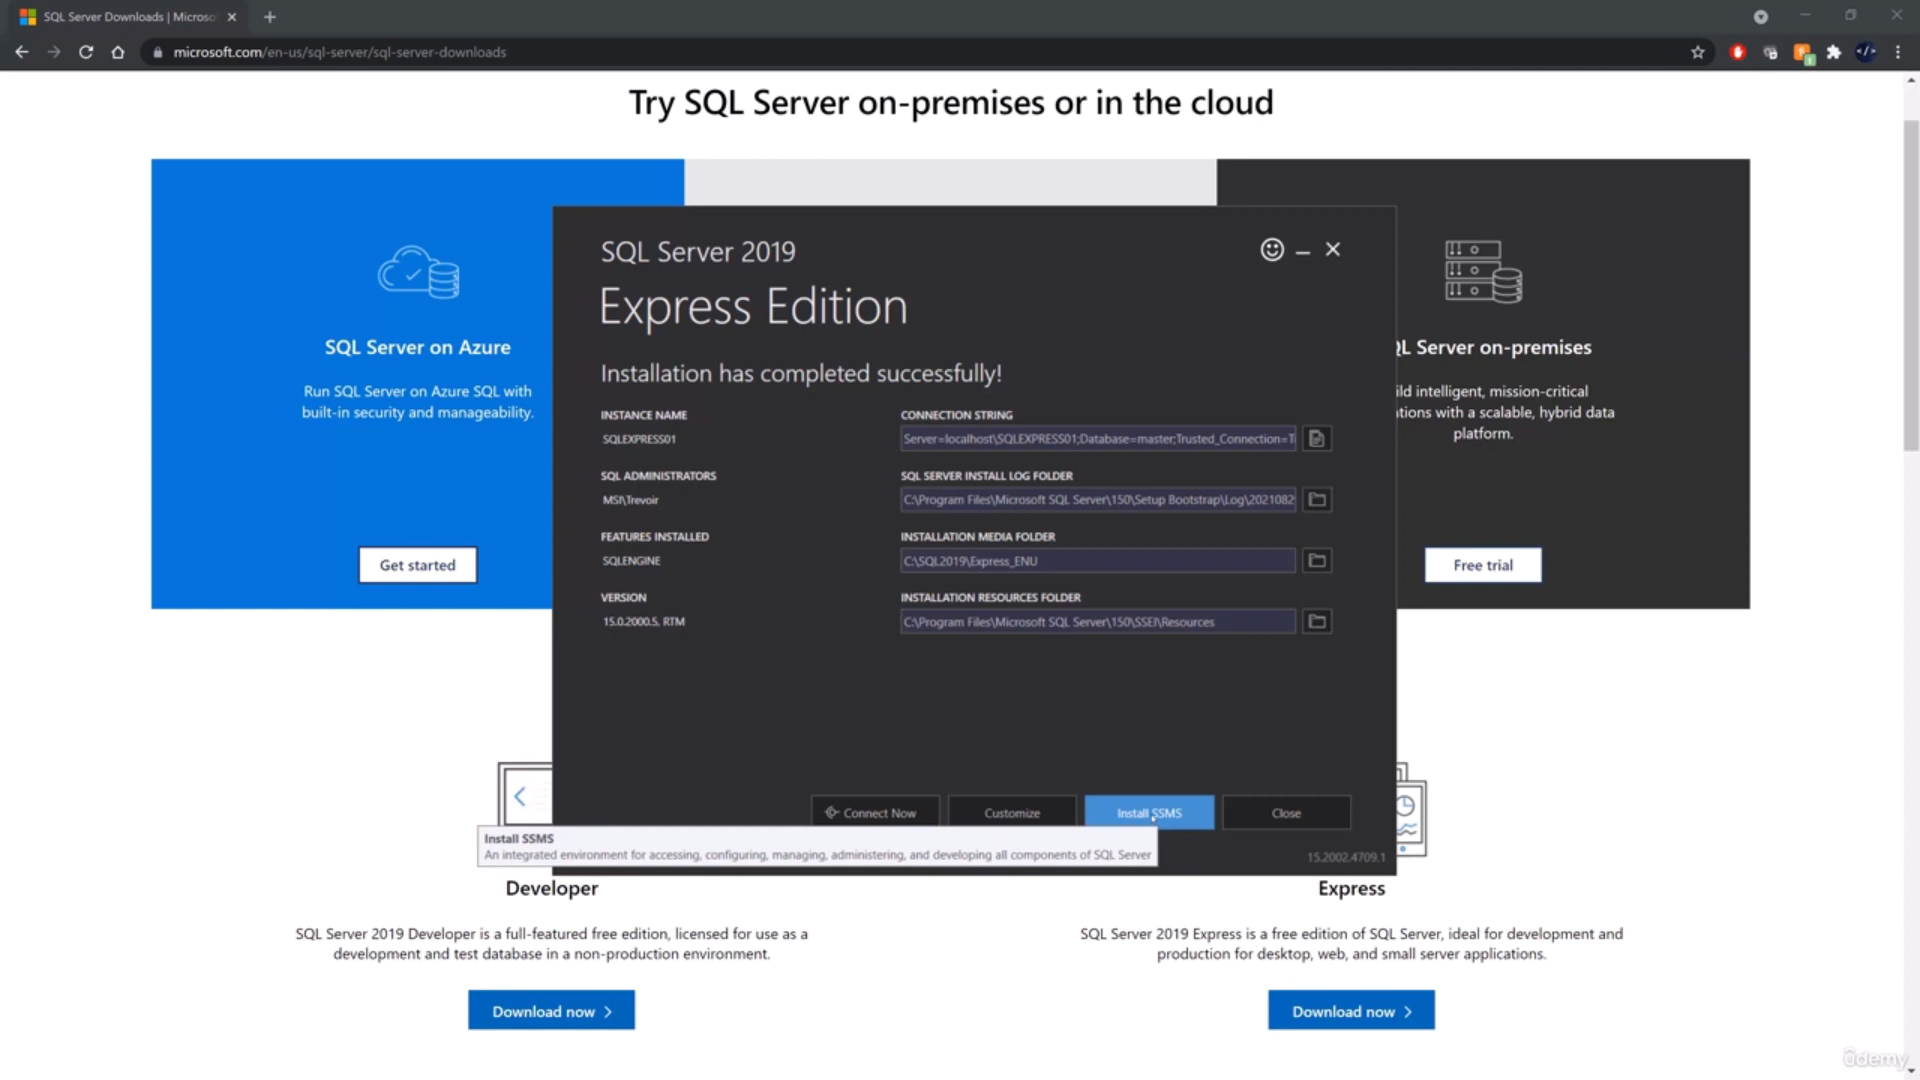 SQL Server Downloads | Microso
microsoft.com/en-us/sql-server/sql-server-downloads
Try SQL Server on-premises or in the cloud
SQL Server on Azure
Run SQL Server on Azure SQL with
built-in security and manageability.
Get started
SQL Server 2019
Express Edition
Installation has completed successfully!
INSTANCE NAME
SQLEXPRESS01
CONNECTION STRING
Server=localhost\SQLEXPRESS01;Database=master;Trusted_Connection=T
SQL ADMINISTRATORS
MSI\Trevoir
SQL SERVER INSTALL LOG FOLDER
C:\Program Files\Microsoft SQL Server\150\Setup Bootstrap\Log\2021082
FEATURES INSTALLED
SQLENGINE
INSTALLATION MEDIA FOLDER
C:\SQL2019\Express_ENU
VERSION
15.0.2000.5, RTM
INSTALLATION RESOURCES FOLDER
C:\Program Files\Microsoft SQL Server\150\SSEI\Resources
Connect Now
Customize
Install SSMS
Close
Install SSMS
An integrated environment for accessing, configuring, managing, administering, and developing all components of SQL Server
15.2002.4709.1
QL Server on-premises
ild intelligent, mission-critical
tions with a scalable, hybrid data
platform.
Free trial
Developer
SQL Server 2019 Developer is a full-featured free edition, licensed for use as a
development and test database in a non-production environment.
Download now
Express
SQL Server 2019 Express is a free edition of SQL Server, ideal for development and
production for desktop, web, and small server applications.
Download now
ûdemy